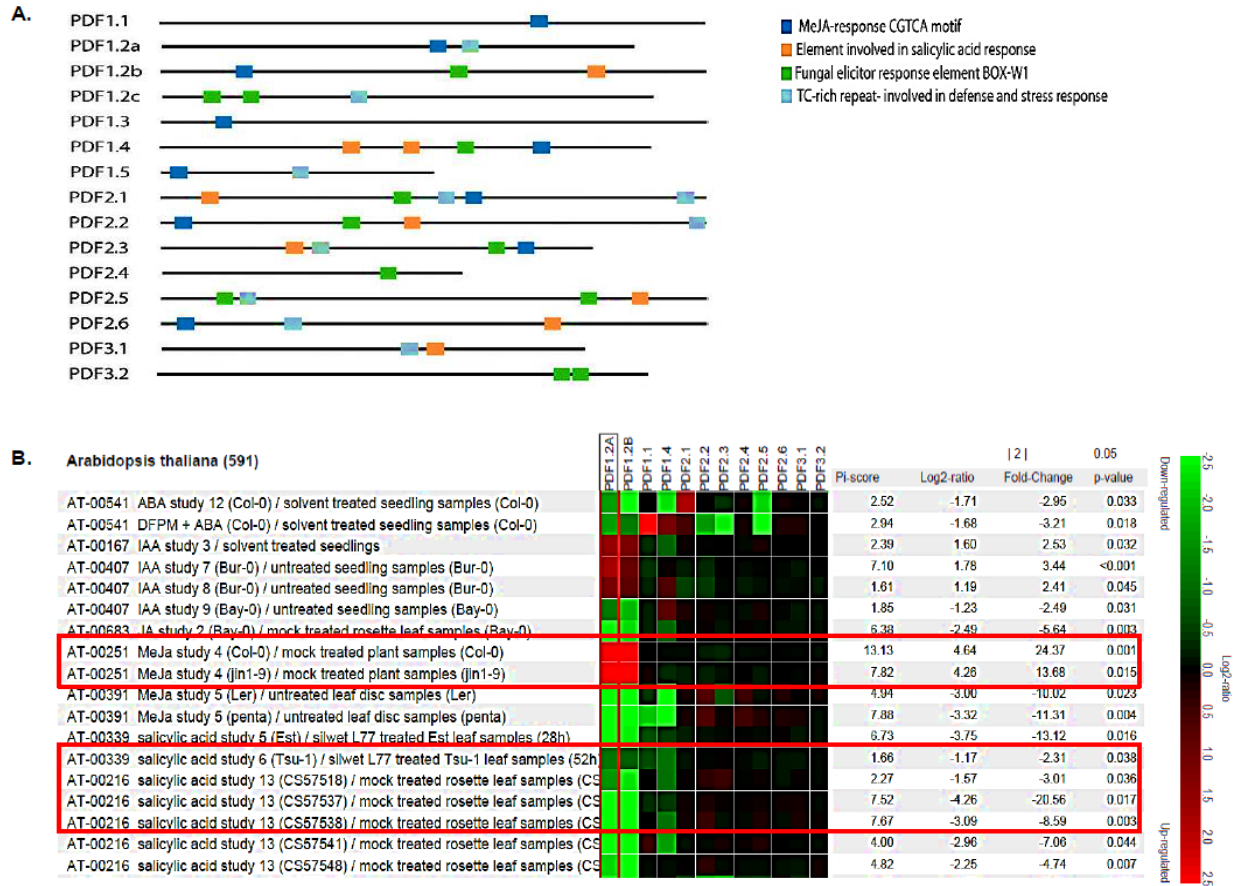 A.
PDF1.1
PDF1.2a
PDF1.2b
PDF1.2c
PDF1.3
PDF1.4
PDF1.5
PDF2.1
PDF2.2
PDF2.3
PDF2.4
PDF2.5
PDF2.6
PDF3.1
PDF3.2
MeJA-response CGTCA motif
Element involved in salicylic acid response
Fungal elicitor response element BOX-W1
TC-rich repeat- involved in defense and stress response
B.
Arabidopsis thaliana (591)
PDF1.2A
PDF1.2B
PDF1.1
PDF1.4
PDF2.1
PDF2.2
PDF2.3
PDF2.4
PDF2.5
PDF2.6
PDF3.1
PDF3.2
|2| 0.05
Pi-score Log2-ratio Fold-Change p-value
AT-00541 ABA study 12 (Col-0) / solvent treated seedling samples (Col-0) 2.52 -1.71 -2.95 0.033
AT-00541 DFPM + ABA (Col-0) / solvent treated seedling samples (Col-0) 2.94 -1.68 -3.21 0.018
AT-00167 IAA study 3 / solvent treated seedlings 2.39 1.60 2.53 0.032
AT-00407 IAA study 7 (Bur-0) / untreated seedling samples (Bur-0) 7.10 1.78 3.44 <0.001
AT-00407 IAA study 8 (Bur-0) / untreated seedling samples (Bur-0) 1.61 1.19 2.41 0.045
AT-00407 IAA study 9 (Bay-0) / untreated seedling samples (Bay-0) 1.85 -1.23 -2.49 0.031
AT-00683 JA study 2 (Bay-0) / mock treated rosette leaf samples (Bay-0) 6.38 -2.49 -5.64 0.003
AT-00251 MeJa study 4 (Col-0) / mock treated plant samples (Col-0) 13.13 4.64 24.37 0.001
AT-00251 MeJa study 4 (jin1-9) / mock treated plant samples (jin1-9) 7.82 4.26 13.68 0.015
AT-00391 MeJa study 5 (Ler) / untreated leaf disc samples (Ler) 4.94 -3.00 -10.02 0.023
AT-00391 MeJa study 5 (penta) / untreated leaf disc samples (penta) 7.88 -3.32 -11.31 0.004
AT-00339 salicylic acid study 5 (Est) / silwet L77 treated Est leaf samples (28h) 6.73 -3.75 -13.12 0.016
AT-00339 salicylic acid study 6 (Tsu-1) / silwet L77 treated Tsu-1 leaf samples (52h) 1.66 -1.17 -2.31 0.038
AT-00216 salicylic acid study 13 (CS57518) / mock treated rosette leaf samples (CS 2.27 -1.57 -3.01 0.036
AT-00216 salicylic acid study 13 (CS57537) / mock treated rosette leaf samples (CS 7.52 -4.26 -20.56 0.017
AT-00216 salicylic acid study 13 (CS57538) / mock treated rosette leaf samples (CS 7.67 -3.09 -8.59 0.003
AT-00216 salicylic acid study 13 (CS57541) / mock treated rosette leaf samples (CS 4.00 -2.96 -7.06 0.044
AT-00216 salicylic acid study 13 (CS57548) / mock treated rosette leaf samples (CS 4.82 -2.25 -4.74 0.007
Down-regulated
Up-regulated
-2.5
-2.0
-1.5
-1.0
-0.5
0.0
0.5
1.0
1.5
2.0
2.5
Log2-ratio